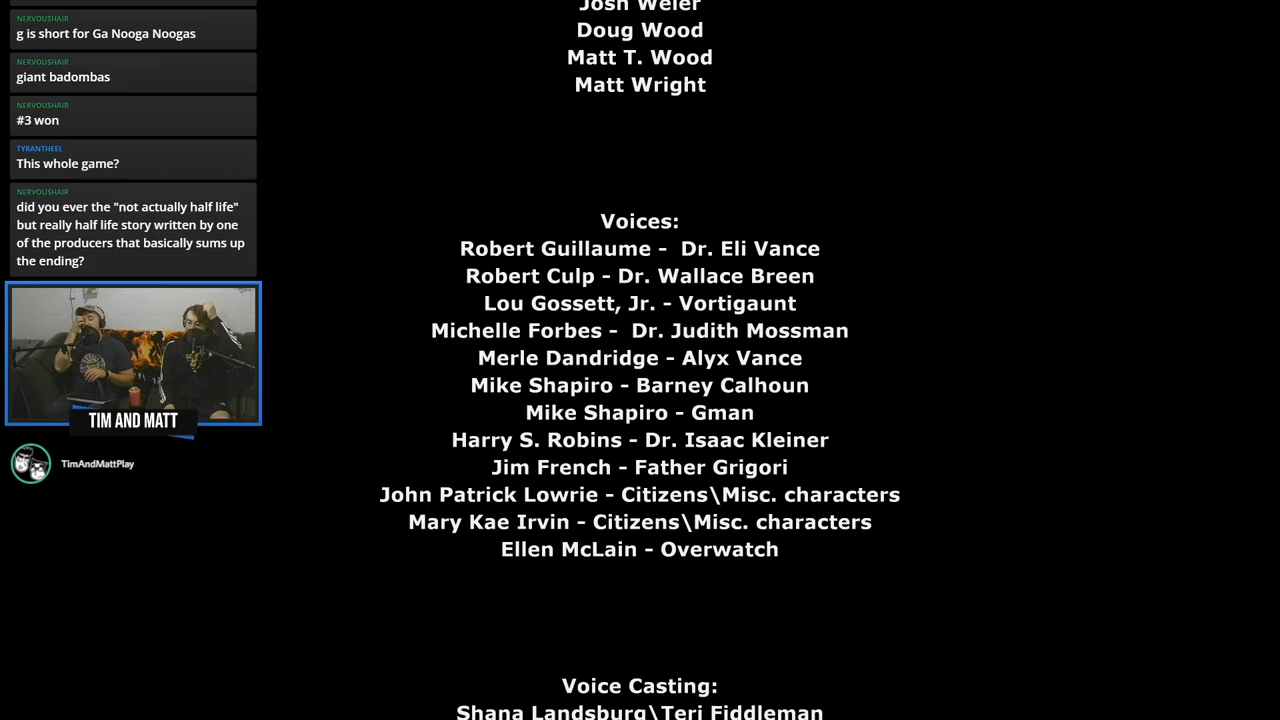 NERVOUSHAIR
g is short for Ga Nooga Noogas
NERVOUSHAIR
giant badombas
NERVOUSHAIR
#3 won
TYRANTHEEL
This whole game?
NERVOUSHAIR
did you ever the "not actually half life"
but really half life story written by one
of the producers that basically sums up
the ending?
TIM AND MATT
TimAndMattPlay
Josh Weier
Doug Wood
Matt T. Wood
Matt Wright
Voices:
Robert Guillaume -  Dr. Eli Vance
Robert Culp - Dr. Wallace Breen
Lou Gossett, Jr. - Vortigaunt
Michelle Forbes -  Dr. Judith Mossman
Merle Dandridge - Alyx Vance
Mike Shapiro - Barney Calhoun
Mike Shapiro - Gman
Harry S. Robins - Dr. Isaac Kleiner
Jim French - Father Grigori
John Patrick Lowrie - Citizens\Misc. characters
Mary Kae Irvin - Citizens\Misc. characters
Ellen McLain - Overwatch
Voice Casting:
Shana Landsburg\Teri Fiddleman